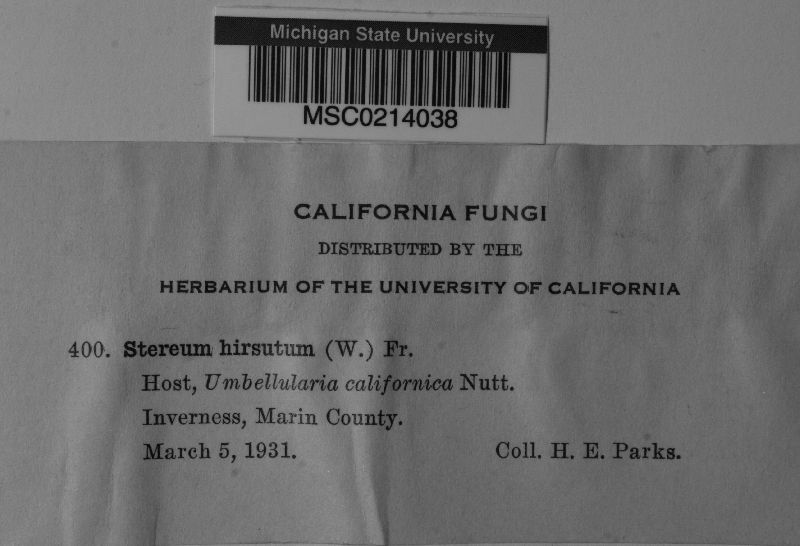 Michigan State University
MSC0214038
CALIFORNIA FUNGI
DISTRIBUTED BY THE
HERBARIUM OF THE UNIVERSITY OF CALIFORNIA
400. Stereum hirsutum (W.) Fr.
Host, Umbellularia californica Nutt.
Inverness, Marin County.
March 5, 1931. Coll. H. E. Parks.